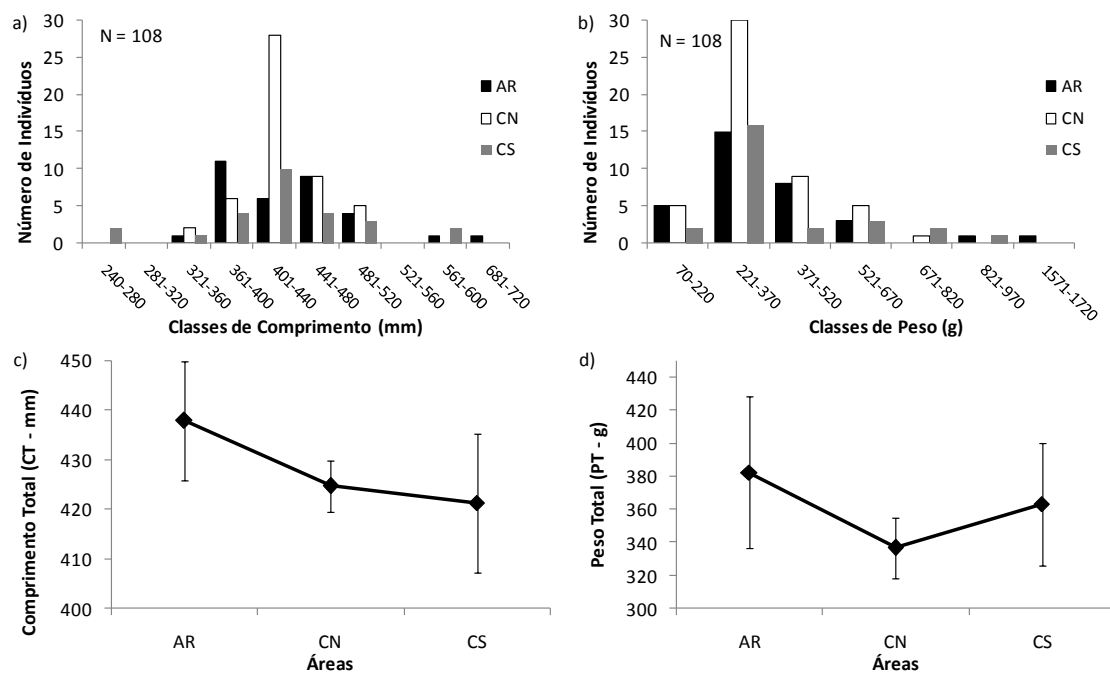 a)
N = 108
30
25
20
15
10
5
0
Número de Indivíduos
AR
CN
CS
240-280
281-320
321-360
361-400
401-440
441-480
481-520
521-560
561-600
681-720
Classes de Comprimento (mm)
b)
N = 108
30
25
20
15
10
5
0
Número de Indivíduos
AR
CN
CS
70-220
221-370
371-520
521-670
671-820
821-970
1571-1720
Classes de Peso (g)
c)
450
440
430
420
410
400
Comprimento Total (CT - mm)
AR
CN
CS
Áreas
d)
440
420
400
380
360
340
320
300
Peso Total (PT - g)
AR
CN
CS
Áreas